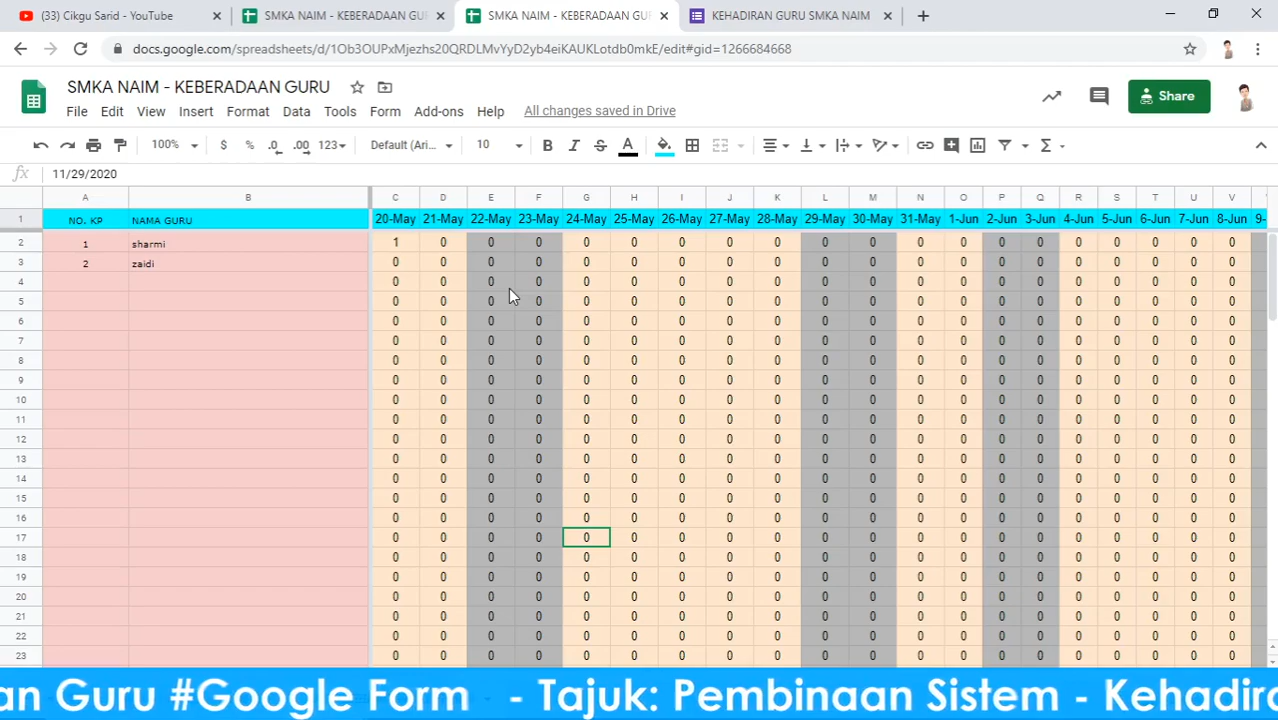 (33) Cikgu Sarid - YouTube
SMKA NAIM - KEBERADAAN GUR
SMKA NAIM - KEBERADAAN GUR
KEHADIRAN GURU SMKA NAIM
docs.google.com/spreadsheets/d/1Ob3OUPxMjezhs20QRDLMvYyD2yb4eiKAUKLotdb0mkE/edit#gid=1266684668
SMKA NAIM - KEBERADAAN GURU
File Edit View Insert Format Data Tools Form Add-ons Help All changes saved in Drive
Share
100% $ % .0 .00 123 Default (Ari... 10 B I S A
fx 11/29/2020
A B C D E F G H I J K L M N O P Q R S T U V
1 NO. KP NAMA GURU 20-May 21-May 22-May 23-May 24-May 25-May 26-May 27-May 28-May 29-May 30-May 31-May 1-Jun 2-Jun 3-Jun 4-Jun 5-Jun 6-Jun 7-Jun 8-Jun 9-
2 1 sharmi 1 0 0 0 0 0 0 0 0 0 0 0 0 0 0 0 0 0 0 0
3 2 zaidi 0 0 0 0 0 0 0 0 0 0 0 0 0 0 0 0 0 0 0 0
4 0 0 0 0 0 0 0 0 0 0 0 0 0 0 0 0 0 0 0 0
5 0 0 0 0 0 0 0 0 0 0 0 0 0 0 0 0 0 0 0 0
6 0 0 0 0 0 0 0 0 0 0 0 0 0 0 0 0 0 0 0 0
7 0 0 0 0 0 0 0 0 0 0 0 0 0 0 0 0 0 0 0 0
8 0 0 0 0 0 0 0 0 0 0 0 0 0 0 0 0 0 0 0 0
9 0 0 0 0 0 0 0 0 0 0 0 0 0 0 0 0 0 0 0 0
10 0 0 0 0 0 0 0 0 0 0 0 0 0 0 0 0 0 0 0 0
11 0 0 0 0 0 0 0 0 0 0 0 0 0 0 0 0 0 0 0 0
12 0 0 0 0 0 0 0 0 0 0 0 0 0 0 0 0 0 0 0 0
13 0 0 0 0 0 0 0 0 0 0 0 0 0 0 0 0 0 0 0 0
14 0 0 0 0 0 0 0 0 0 0 0 0 0 0 0 0 0 0 0 0
15 0 0 0 0 0 0 0 0 0 0 0 0 0 0 0 0 0 0 0 0
16 0 0 0 0 0 0 0 0 0 0 0 0 0 0 0 0 0 0 0 0
17 0 0 0 0 0 0 0 0 0 0 0 0 0 0 0 0 0 0 0 0
18 0 0 0 0 0 0 0 0 0 0 0 0 0 0 0 0 0 0 0 0
19 0 0 0 0 0 0 0 0 0 0 0 0 0 0 0 0 0 0 0 0
20 0 0 0 0 0 0 0 0 0 0 0 0 0 0 0 0 0 0 0 0
21 0 0 0 0 0 0 0 0 0 0 0 0 0 0 0 0 0 0 0 0
22 0 0 0 0 0 0 0 0 0 0 0 0 0 0 0 0 0 0 0 0
23 0 0 0 0 0 0 0 0 0 0 0 0 0 0 0 0 0 0 0 0
an Guru #Google Form - Tajuk: Pembinaan Sistem - Kehadira